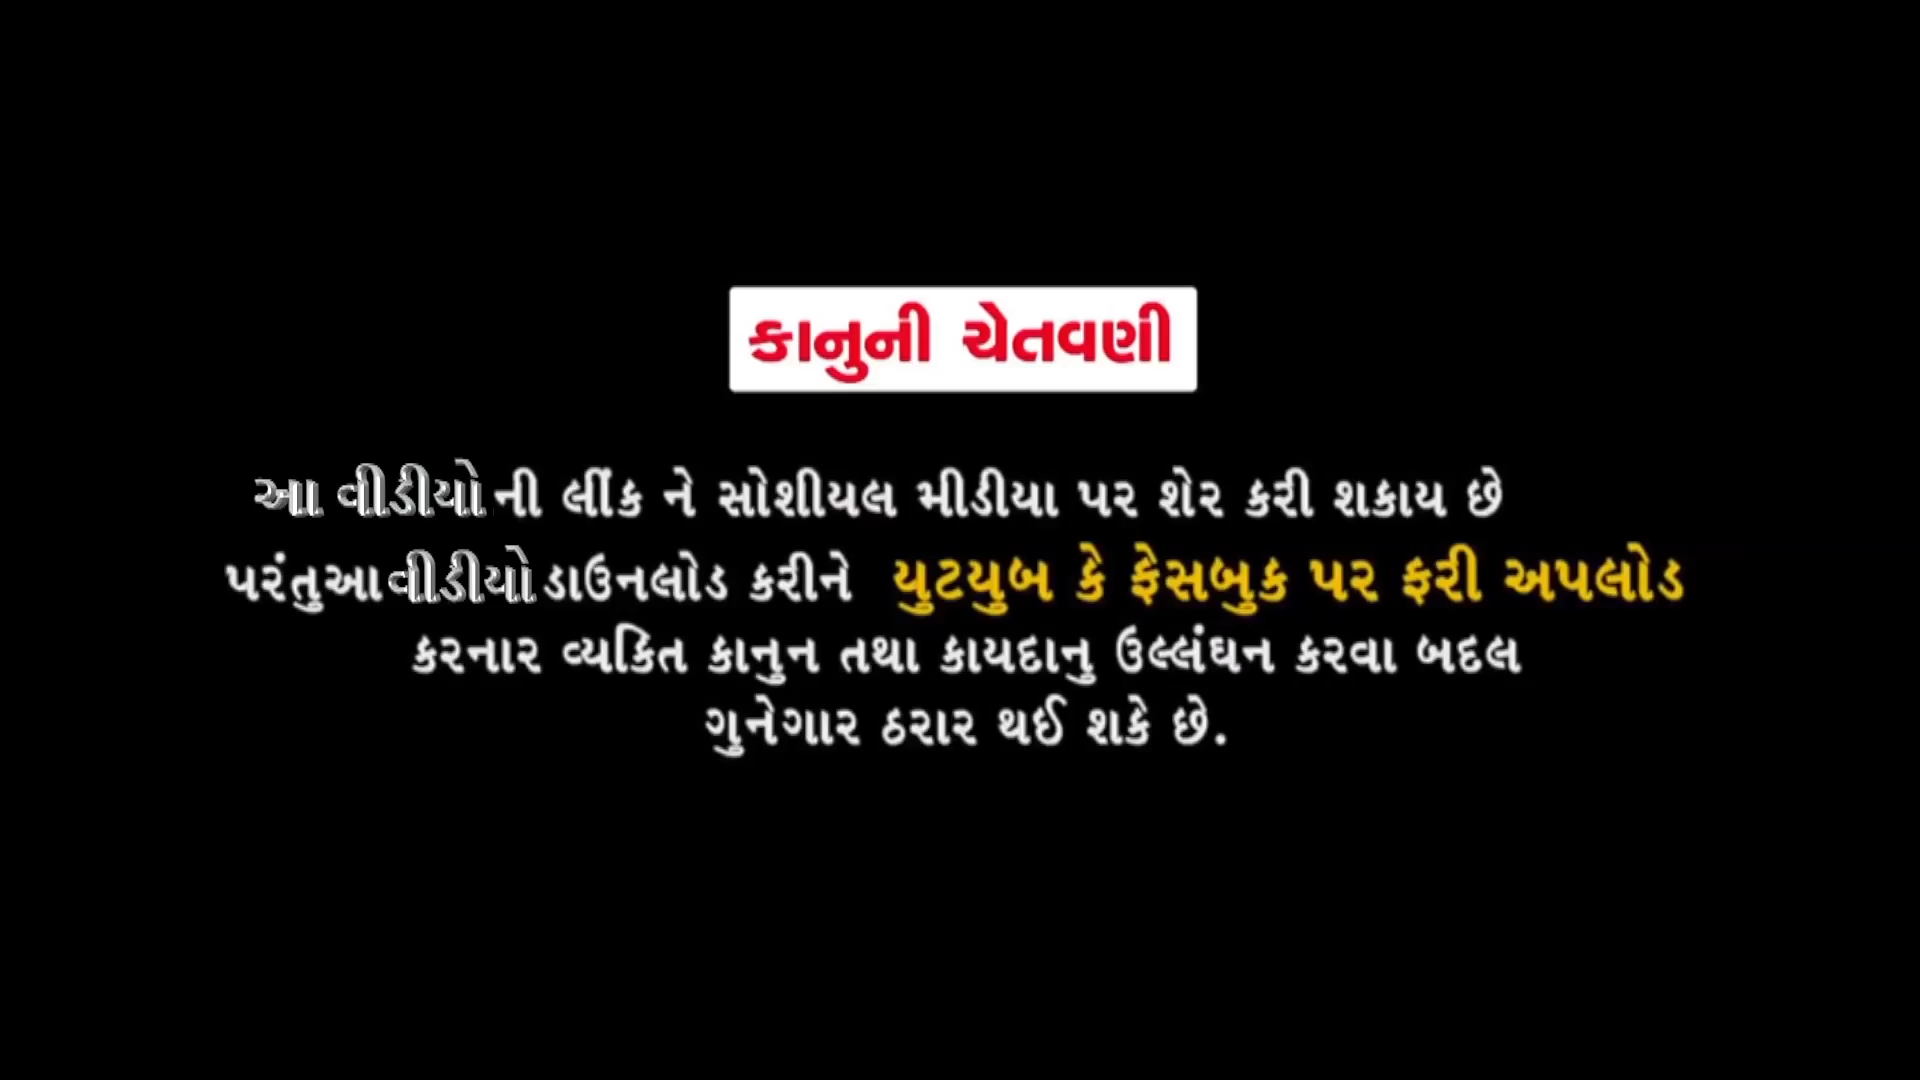 કાનુની ચેતવણી
આ વીડીયો ની લીંક ને સોશીયલ મીડીયા પર શેર કરી શકાય છે
પરંતુઆ વીડીયો ડાઉનલોડ કરીને યુટયુબ કે ફેસબુક પર ફરી અપલોડ
કરનાર વ્યકિત કાનુન તથા કાયદાનુ ઉલ્લંઘન કરવા બદલ
ગુનેગાર ઠરાર થઈ શકે છે.